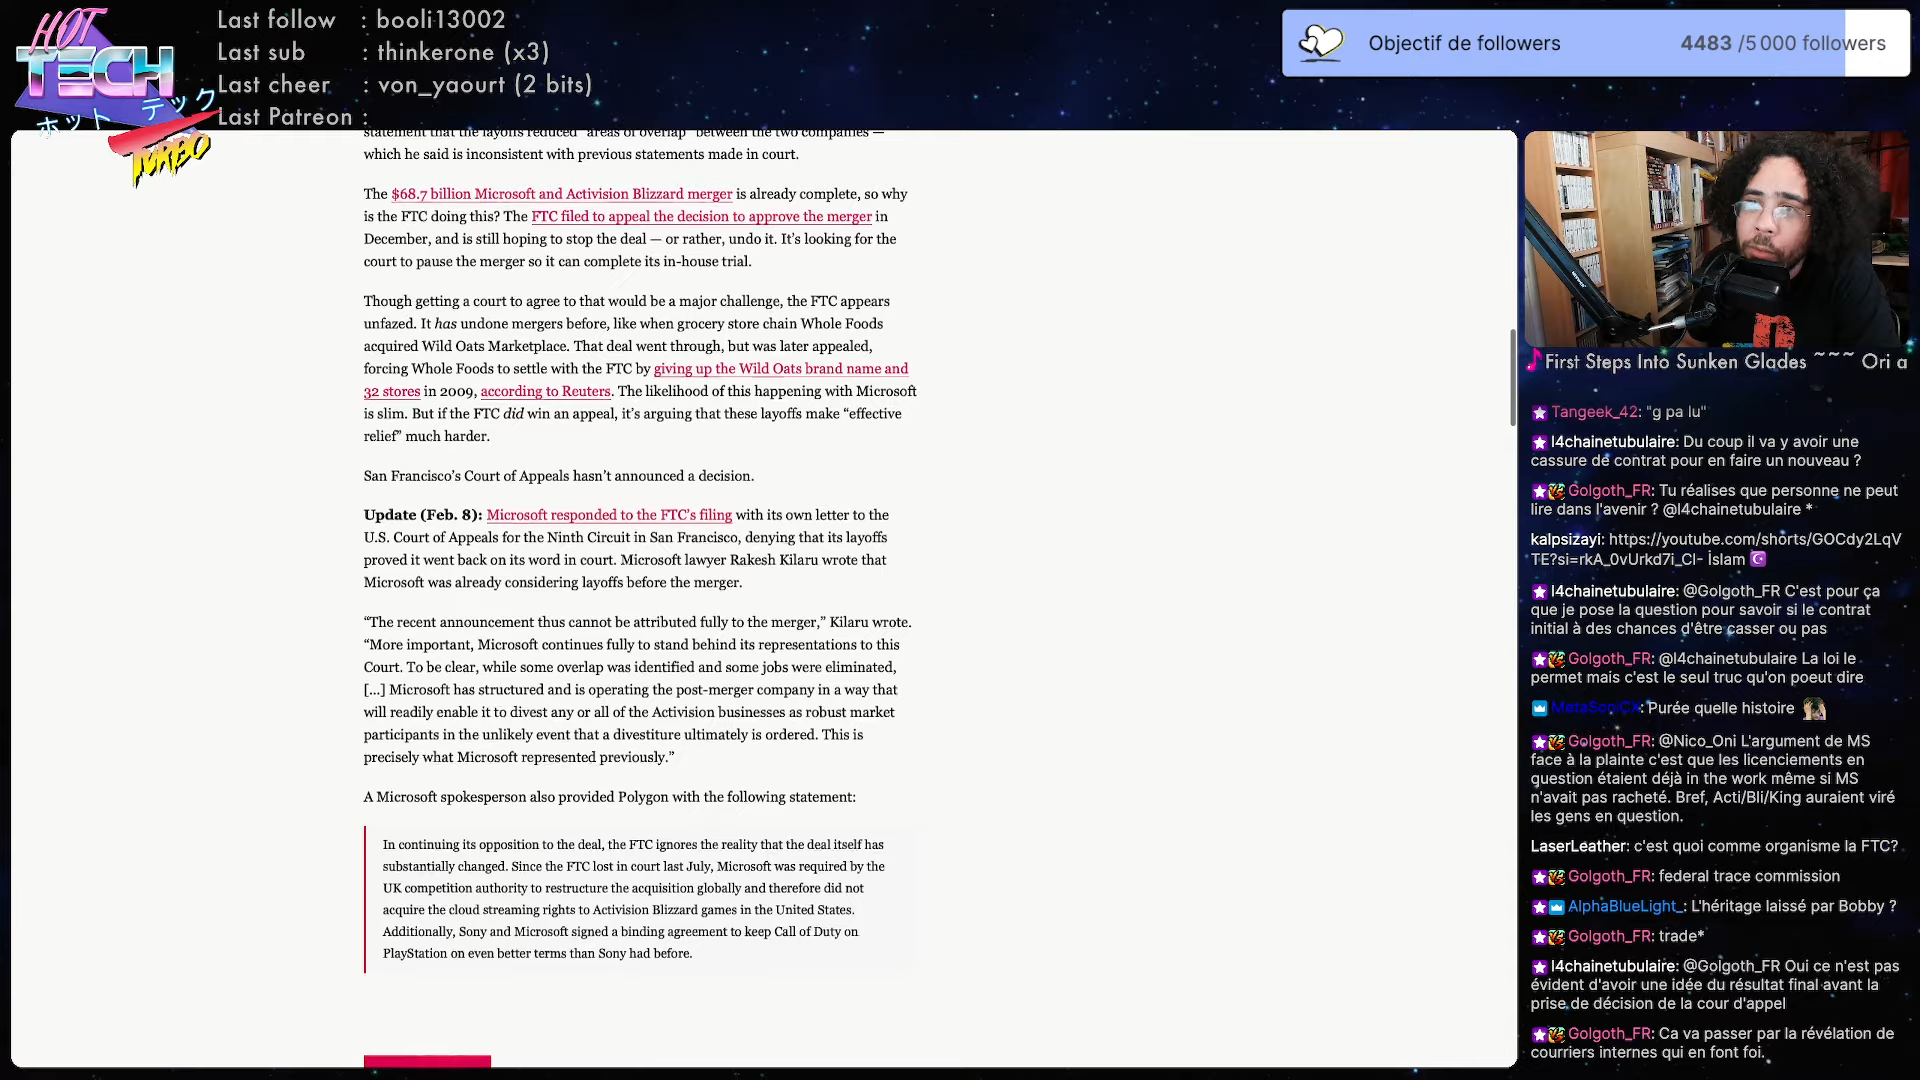 HOT
TECH
ホット テック
TURBO
Last follow : booli13002
Last sub : thinkerone (x3)
Last cheer : von_yaourt (2 bits)
Last Patreon :
Objectif de followers 4483 /5 000 followers
statement that the layoffs reduced "areas of overlap" between the two companies —
which he said is inconsistent with previous statements made in court.
The $68.7 billion Microsoft and Activision Blizzard merger is already complete, so why
is the FTC doing this? The FTC filed to appeal the decision to approve the merger in
December, and is still hoping to stop the deal — or rather, undo it. It’s looking for the
court to pause the merger so it can complete its in-house trial.
Though getting a court to agree to that would be a major challenge, the FTC appears
unfazed. It has undone mergers before, like when grocery store chain Whole Foods
acquired Wild Oats Marketplace. That deal went through, but was later appealed,
forcing Whole Foods to settle with the FTC by giving up the Wild Oats brand name and
32 stores in 2009, according to Reuters. The likelihood of this happening with Microsoft
is slim. But if the FTC did win an appeal, it’s arguing that these layoffs make “effective
relief” much harder.
San Francisco’s Court of Appeals hasn’t announced a decision.
Update (Feb. 8): Microsoft responded to the FTC’s filing with its own letter to the
U.S. Court of Appeals for the Ninth Circuit in San Francisco, denying that its layoffs
proved it went back on its word in court. Microsoft lawyer Rakesh Kilaru wrote that
Microsoft was already considering layoffs before the merger.
“The recent announcement thus cannot be attributed fully to the merger,” Kilaru wrote.
“More important, Microsoft continues fully to stand behind its representations to this
Court. To be clear, while some overlap was identified and some jobs were eliminated,
[...] Microsoft has structured and is operating the post-merger company in a way that
will readily enable it to divest any or all of the Activision businesses as robust market
participants in the unlikely event that a divestiture ultimately is ordered. This is
precisely what Microsoft represented previously.”
A Microsoft spokesperson also provided Polygon with the following statement:
In continuing its opposition to the deal, the FTC ignores the reality that the deal itself has
substantially changed. Since the FTC lost in court last July, Microsoft was required by the
UK competition authority to restructure the acquisition globally and therefore did not
acquire the cloud streaming rights to Activision Blizzard games in the United States.
Additionally, Sony and Microsoft signed a binding agreement to keep Call of Duty on
PlayStation on even better terms than Sony had before.
First Steps Into Sunken Glades ~~~ Ori a
Tangeek_42: "g pa lu"
l4chainetubulaire: Du coup il va y avoir une
cassure de contrat pour en faire un nouveau ?
Golgoth_FR: Tu réalises que personne ne peut
lire dans l'avenir ? @l4chainetubulaire *
kalpsizayi: https://youtube.com/shorts/GOCdy2LqV
TE?si=rkA_0vUrkd7i_Cl- İslam ☪
l4chainetubulaire: @Golgoth_FR C'est pour ça
que je pose la question pour savoir si le contrat
initial à des chances d'être casser ou pas
Golgoth_FR: @l4chainetubulaire La loi le
permet mais c'est le seul truc qu'on poeut dire
MetaSonicX: Purée quelle histoire
Golgoth_FR: @Nico_Oni L'argument de MS
face à la plainte c'est que les licenciements en
question étaient déjà in the work même si MS
n'avait pas racheté. Bref, Acti/Bli/King auraient viré
les gens en question.
LaserLeather: c'est quoi comme organisme la FTC?
Golgoth_FR: federal trace commission
AlphaBlueLight_: L'héritage laissé par Bobby ?
Golgoth_FR: trade*
l4chainetubulaire: @Golgoth_FR Oui ce n'est pas
évident d'avoir une idée du résultat final avant la
prise de décision de la cour d'appel
Golgoth_FR: Ca va passer par la révélation de
courriers internes qui en font foi.